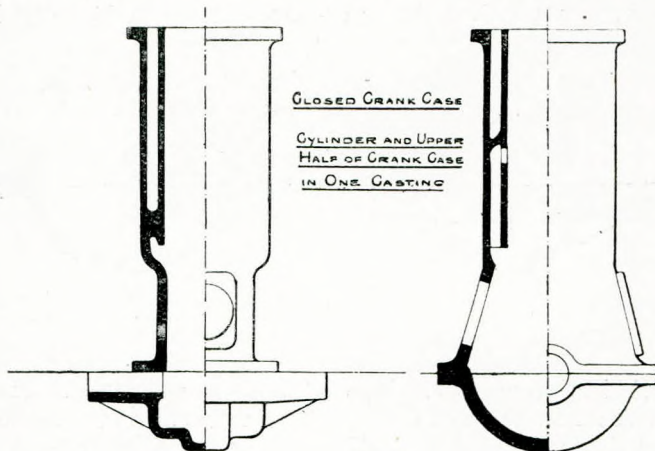 CLOSED CRANK CASE
CYLINDER AND UPPER
HALF OF CRANK CASE
IN ONE CASTING